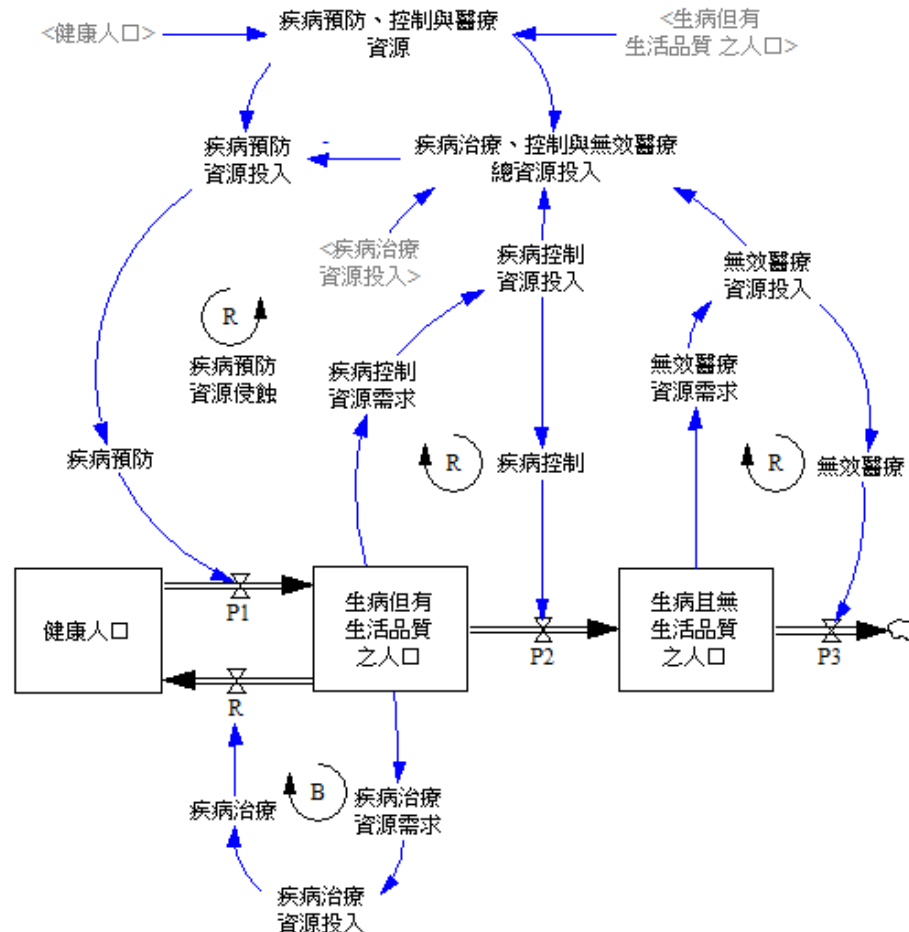 <健康人口>
疾病預防、控制與醫療
資源
<生病但有
生活品質 之人口>
疾病預防
資源投入
疾病治療、控制與無效醫療
總資源投入
<疾病治療
資源投入>
疾病控制
資源投入
無效醫療
資源投入
R
疾病預防
資源侵蝕
疾病控制
資源需求
無效醫療
資源需求
疾病預防
R
疾病控制
R
無效醫療
健康人口
P1
生病但有
生活品質
之人口
P2
生病且無
生活品質
之人口
P3
R
疾病治療
B
疾病治療
資源需求
疾病治療
資源投入